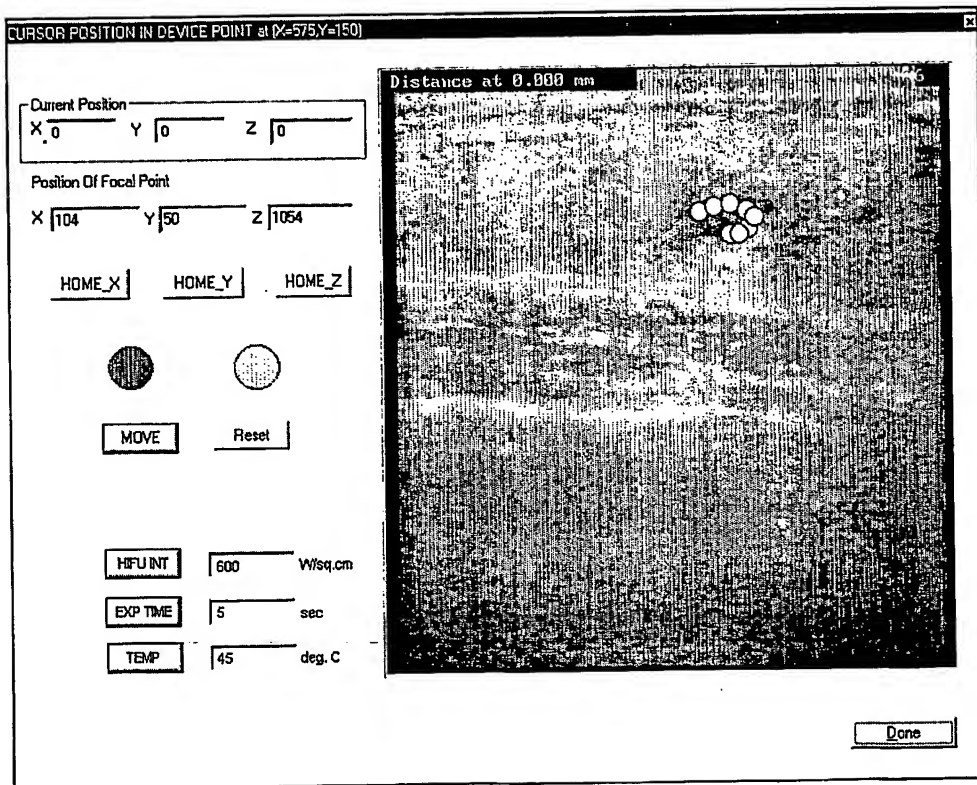 CURSOR POSITION IN DEVICE POINT at (X=575,Y=150)
Distance at 0.000 mm
Current Position
X 0 Y 0 Z 0
Position Of Focal Point
X 104 Y 50 Z 1054
HOME_X HOME_Y HOME_Z
MOVE Reset
HIFU INT 600 W/sq.cm
EXP TIME 5 sec
TEMP 45 deg. C
Done